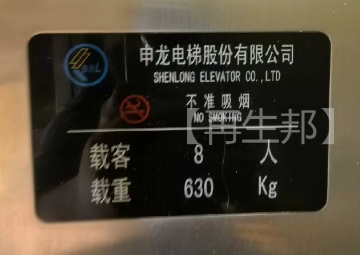 申龙电梯股份有限公司
SHENLONG ELEVATOR CO.,LTD
不准吸烟
NO SMOKING
【再生邦】
载客 8 人
载重 630 Kg